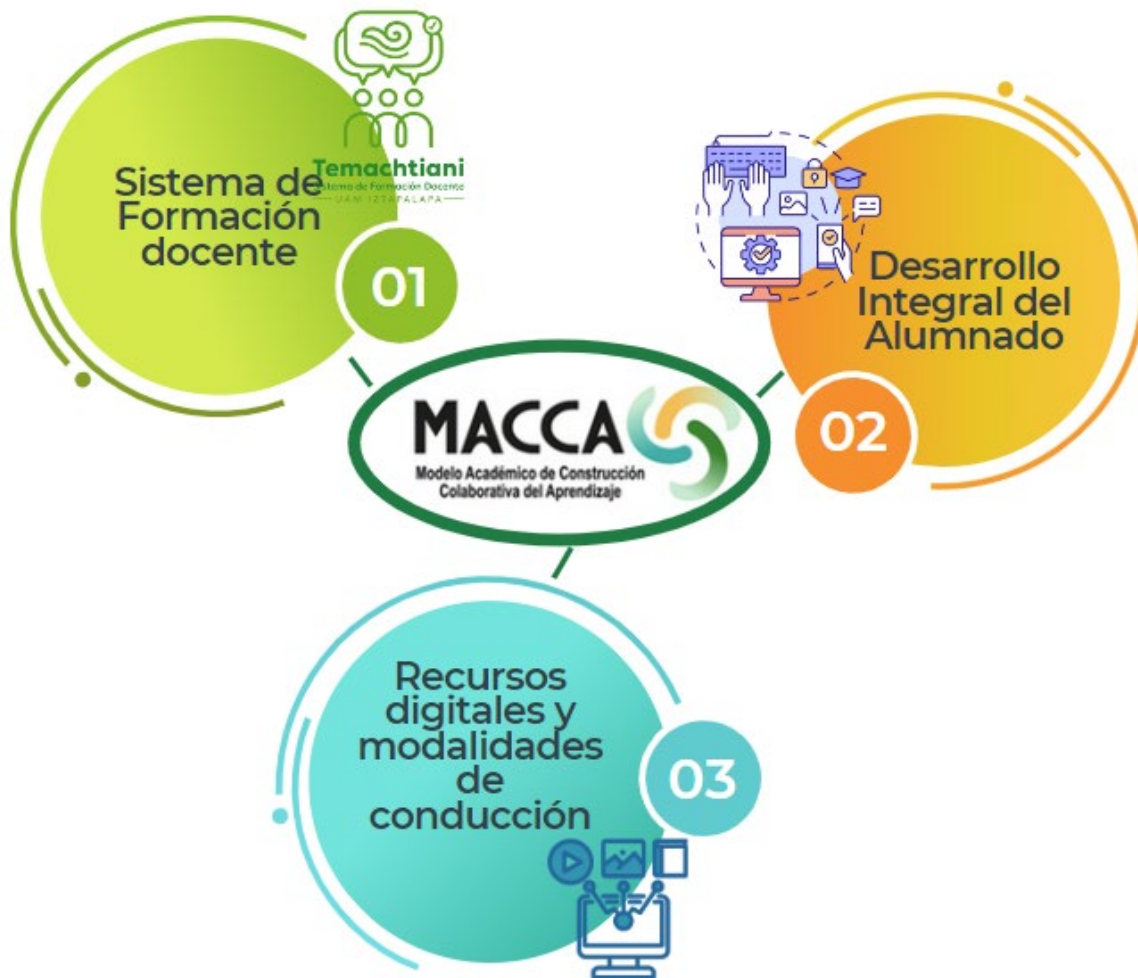 Temachtiani
Sistema de Formación Docente
UAM IZTAPALAPA
Sistema de
Formación
docente
01
Desarrollo
Integral del
Alumnado
02
MACCA
Modelo Académico de Construcción
Colaborativa del Aprendizaje
Recursos
digitales y
modalidades
de
conducción
03